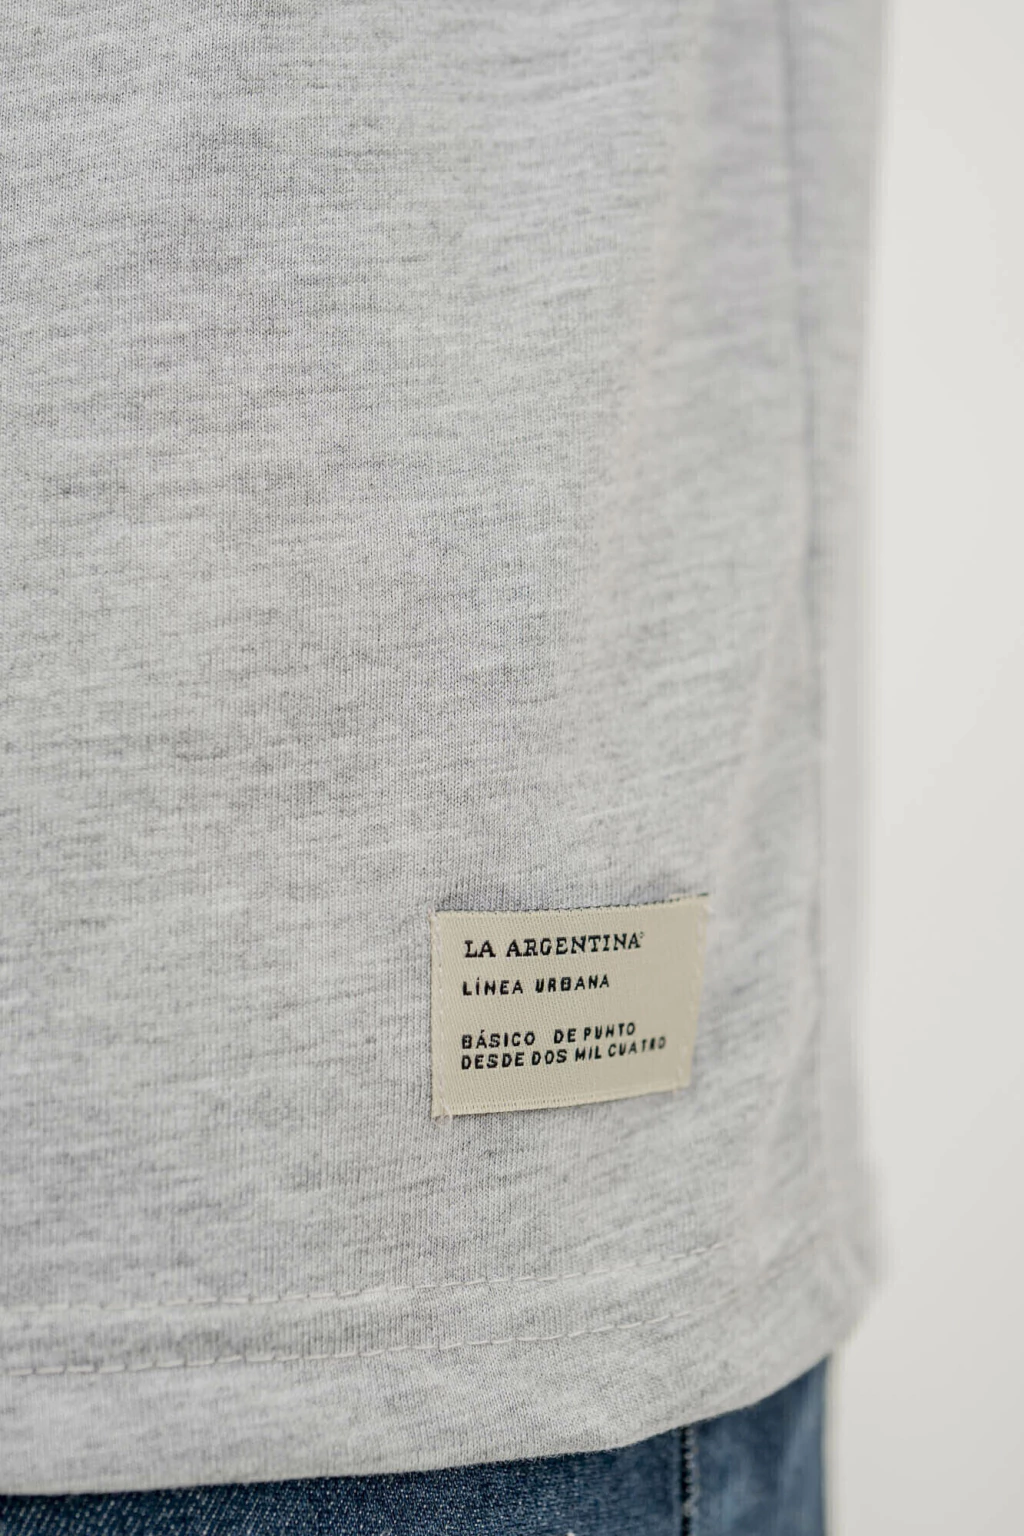 LA ARGENTINA®
LÍNEA URBANA
BÁSICO DE PUNTO
DESDE DOS MIL CUATRO